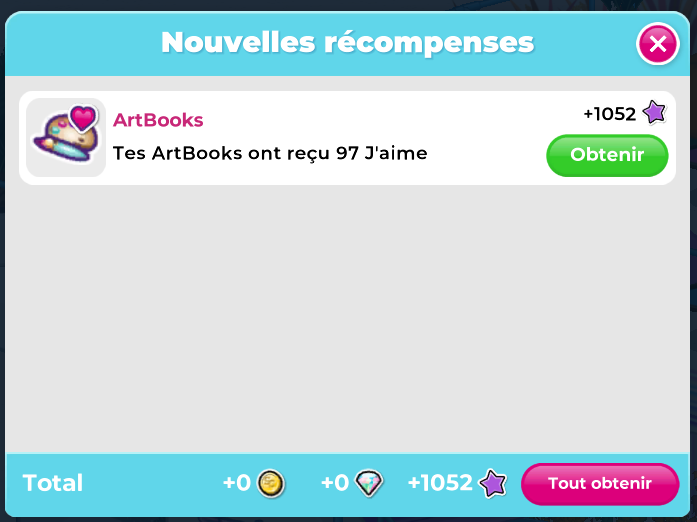 Nouvelles récompenses
ArtBooks
+1052
Tes ArtBooks ont reçu 97 J'aime
Obtenir
Total
+0
+0
+1052
Tout obtenir